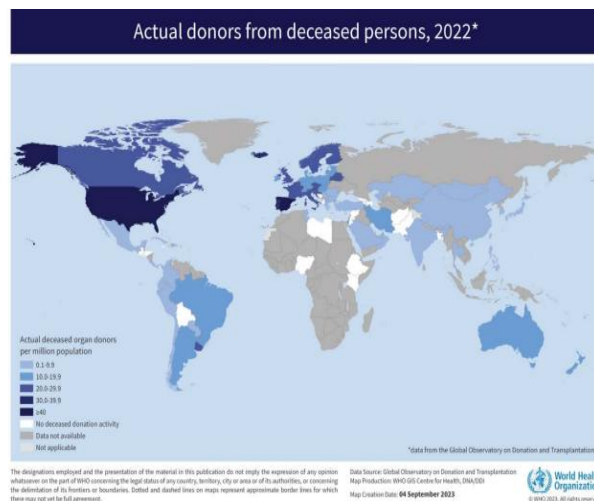 Actual donors from deceased persons, 2022*
Actual deceased organ donors
per million population
0.1-9.9
10.0-19.9
20.0-29.9
30.0-39.9
≥40
No deceased donation activity
Data not available
Not applicable
*data from the Global Observatory on Donation and Transplantation
The designations employed and the presentation of the material in this publication do not imply the expression of any opinion
whatsoever on the part of WHO concerning the legal status of any country, territory, city or area or of its authorities, or concerning
the delimitation of its frontiers or boundaries. Dotted and dashed lines on maps represent approximate border lines for which
there may not yet be full agreement.
Data Source: Global Observatory on Donation and Transplantation
Map Production: WHO GIS Centre for Health, DNA/DDI
Map Creation Date: 04 September 2023
World Heal
Organizatio
© WHO 2023. All rights reser